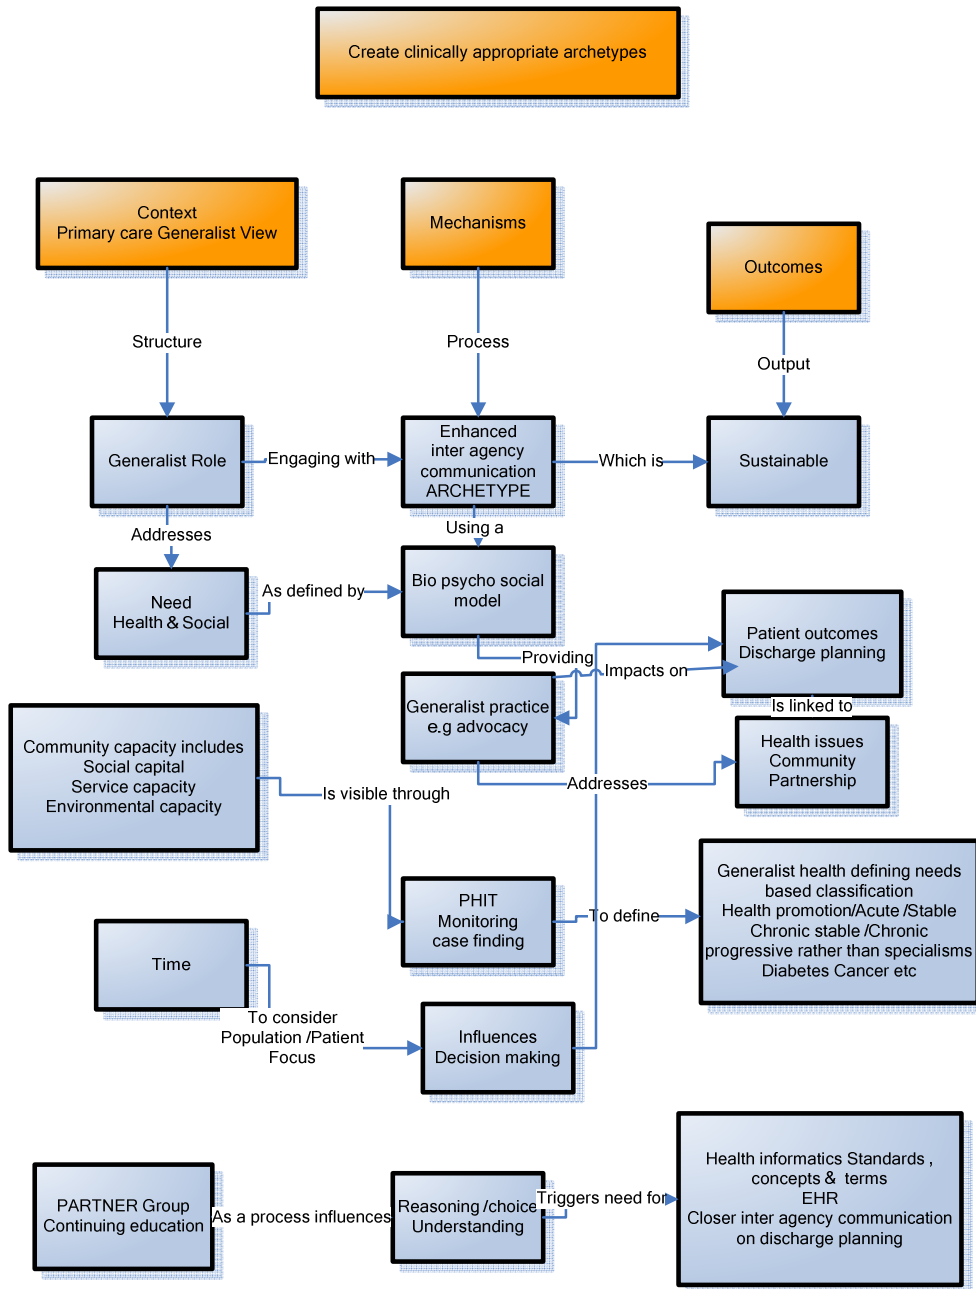 Create clinically appropriate archetypes
Context
Primary care Generalist View
Mechanisms
Outcomes
Structure
Process
Output
Generalist Role
Engaging with
Enhanced
inter agency
communication
ARCHETYPE
Which is
Sustainable
Addresses
Using a
Need
Health & Social
As defined by
Bio psycho social
model
Providing
Impacts on
Patient outcomes
Discharge planning
Is linked to
Generalist practice
e.g advocacy
Addresses
Health issues
Community
Partnership
Community capacity includes
Social capital
Service capacity
Environmental capacity
Is visible through
PHIT
Monitoring
case finding
To define
Generalist health defining needs
based classification
Health promotion/Acute /Stable
Chronic stable /Chronic
progressive rather than specialisms
Diabetes Cancer etc
Time
To consider
Population /Patient
Focus
Influences
Decision making
PARTNER Group
Continuing education
As a process influences
Reasoning /choice
Understanding
Triggers need for
Health informatics Standards ,
concepts & terms
EHR
Closer inter agency communication
on discharge planning